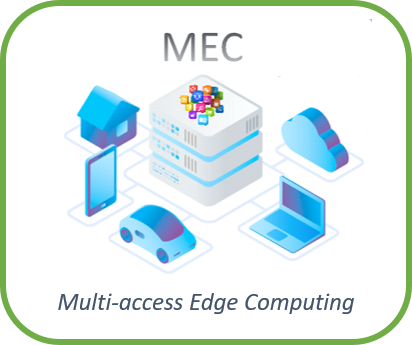 MEC
Multi-access Edge Computing